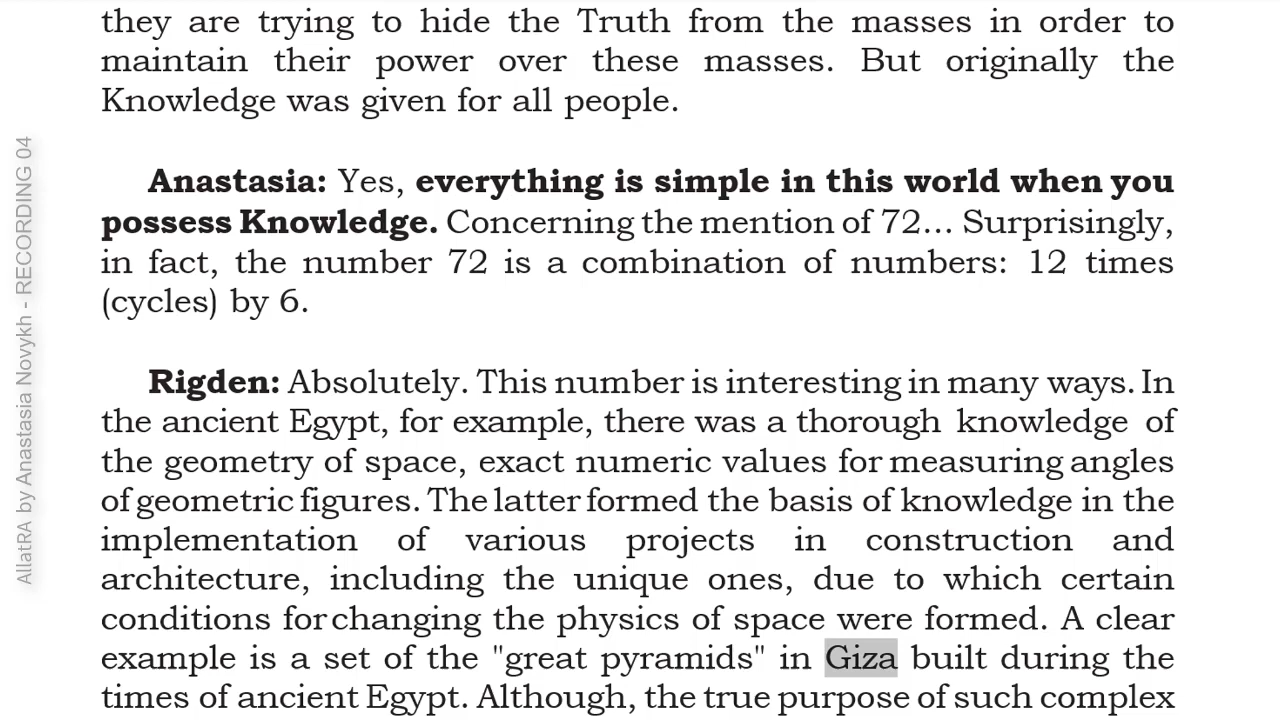 they are trying to hide the Truth from the masses in order to
maintain their power over these masses. But originally the
Knowledge was given for all people.
Anastasia: Yes, everything is simple in this world when you
possess Knowledge. Concerning the mention of 72... Surprisingly,
in fact, the number 72 is a combination of numbers: 12 times
(cycles) by 6.
Rigden: Absolutely. This number is interesting in many ways. In
the ancient Egypt, for example, there was a thorough knowledge of
the geometry of space, exact numeric values for measuring angles
of geometric figures. The latter formed the basis of knowledge in the
implementation of various projects in construction and
architecture, including the unique ones, due to which certain
conditions for changing the physics of space were formed. A clear
example is a set of the "great pyramids" in Giza built during the
times of ancient Egypt. Although, the true purpose of such complex
AllatRA by Anastasia Novykh - RECORDING 04